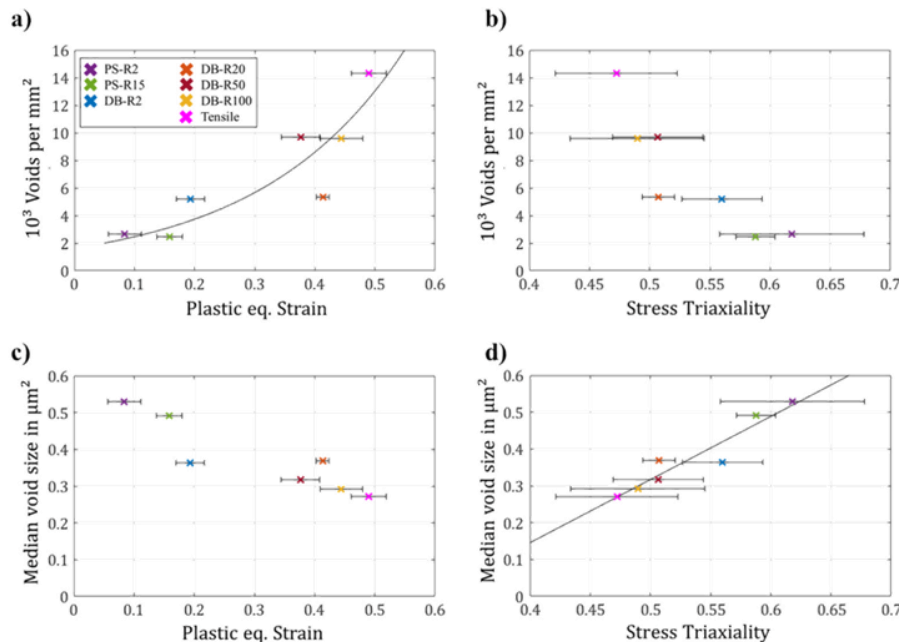 a)
10³ Voids per mm²
16
14
12
10
8
6
4
2
0
PS-R2
PS-R15
DB-R2
DB-R20
DB-R50
DB-R100
Tensile
0 0.1 0.2 0.3 0.4 0.5 0.6
Plastic eq. Strain
b)
10³ Voids per mm²
16
14
12
10
8
6
4
2
0
0.4 0.45 0.5 0.55 0.6 0.65 0.7
Stress Triaxiality
c)
Median void size in μm²
0.6
0.5
0.4
0.3
0.2
0.1
0
0 0.1 0.2 0.3 0.4 0.5 0.6
Plastic eq. Strain
d)
Median void size in μm²
0.6
0.5
0.4
0.3
0.2
0.1
0
0.4 0.45 0.5 0.55 0.6 0.65 0.7
Stress Triaxiality